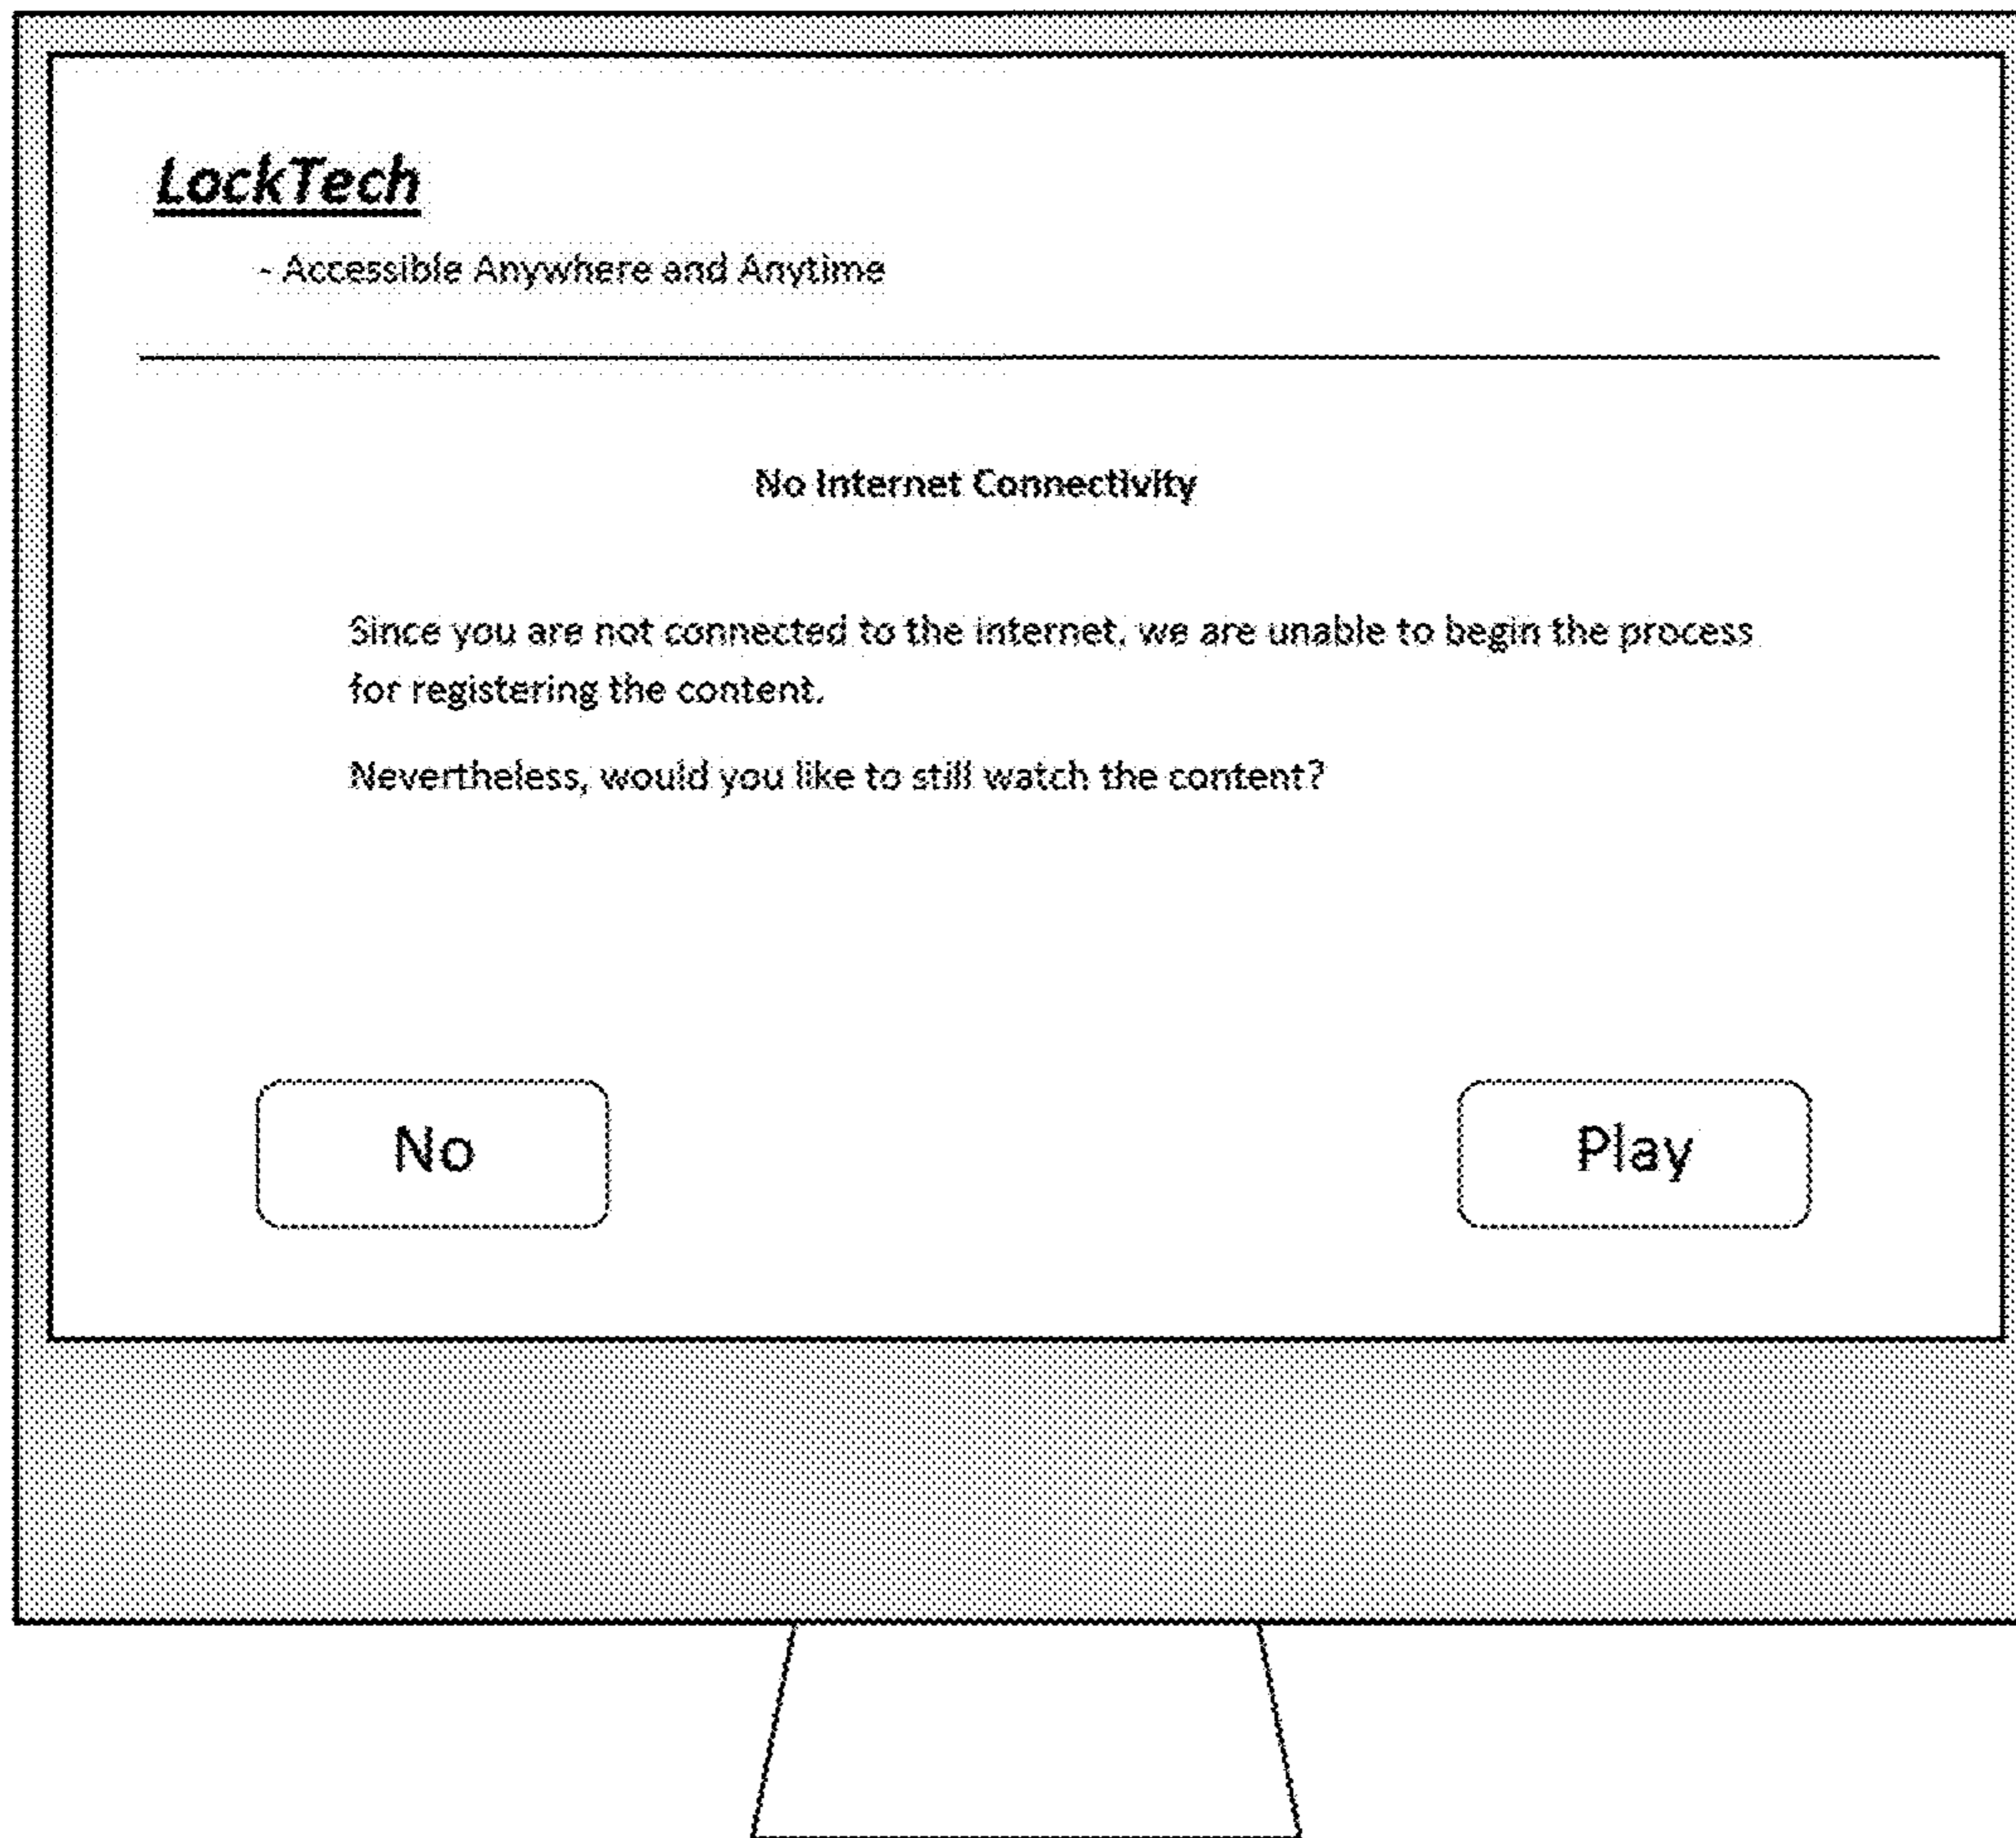 LockTech
- Accessible Anywhere and Anytime
No Internet Connectivity
Since you are not connected to the internet, we are unable to begin the process
for registering the content.
Nevertheless, would you like to still watch the content?
No
Play